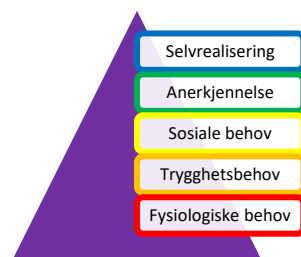 Selvrealisering
Anerkjennelse
Sosiale behov
Trygghetsbehov
Fysiologiske behov